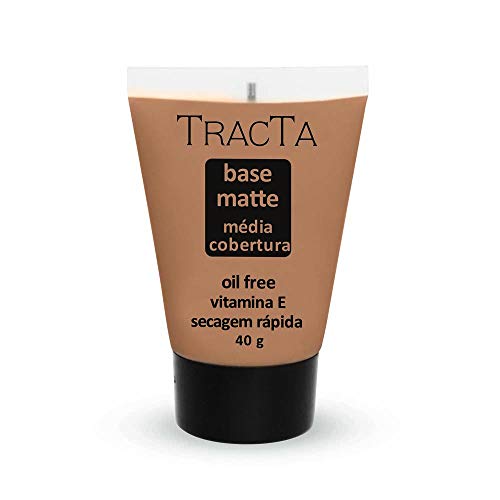 TRACTA
base
matte
média
cobertura
oil free
vitamina E
secagem rápida
40 g